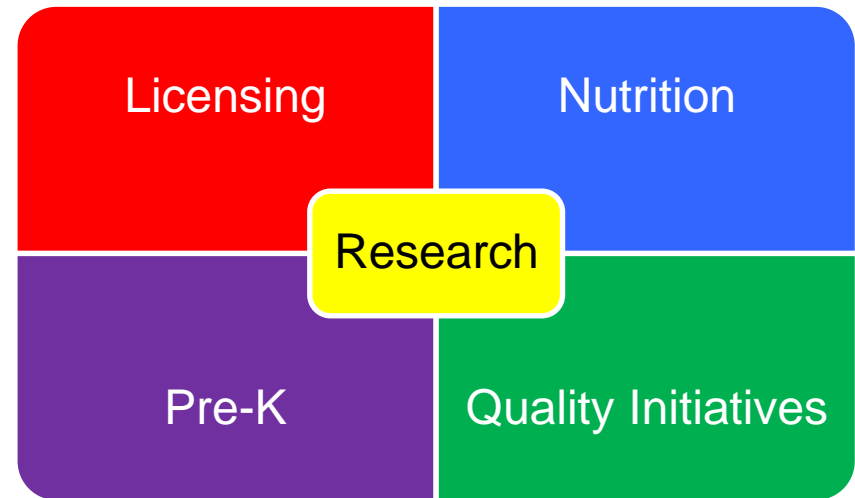 Licensing
Nutrition
Research
Pre-K
Quality Initiatives